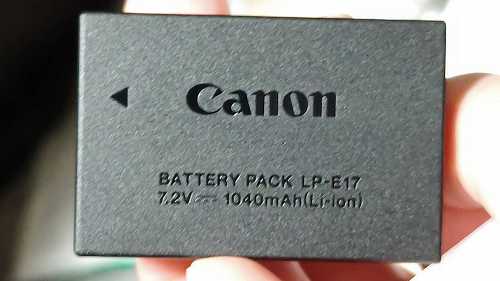 Canon
BATTERY PACK LP-E17
7.2V⎓ 1040mAh(Li-ion)